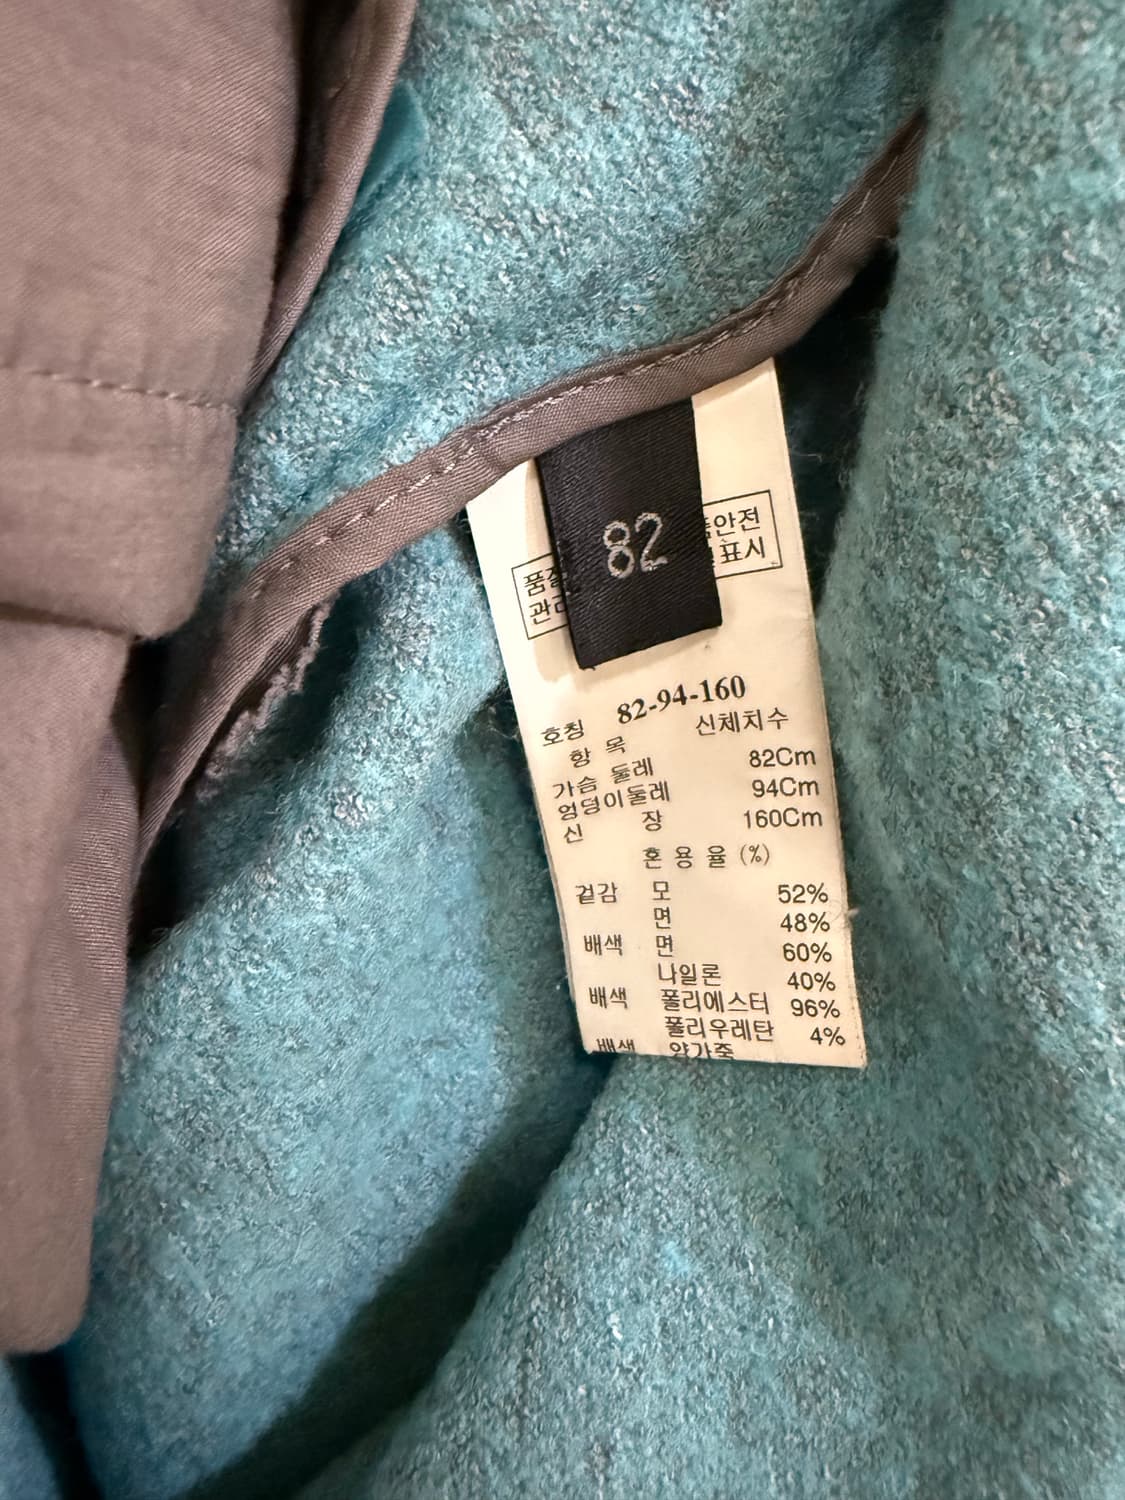 82
안전
표시
관리
82-94-160
호칭 신체치수
항 목
가슴 둘레 82Cm
엉덩이둘레 94Cm
신 장 160Cm
혼 용 율 (%)
겉감 모 52%
면 48%
배색 면 60%
나일론 40%
배색 폴리에스터 96%
폴리우레탄 4%
배색 양가죽